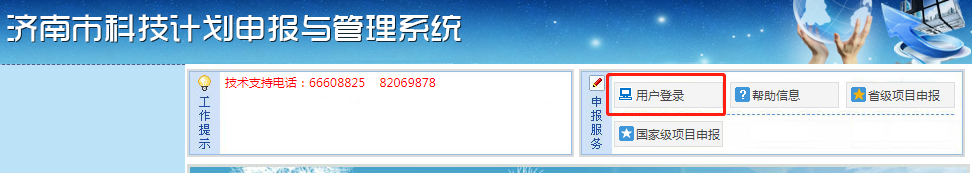 济南市科技计划申报与管理系统
工作提示
技术支持电话：66608825 82069878
申报服务
用户登录
帮助信息
省级项目申报
国家级项目申报